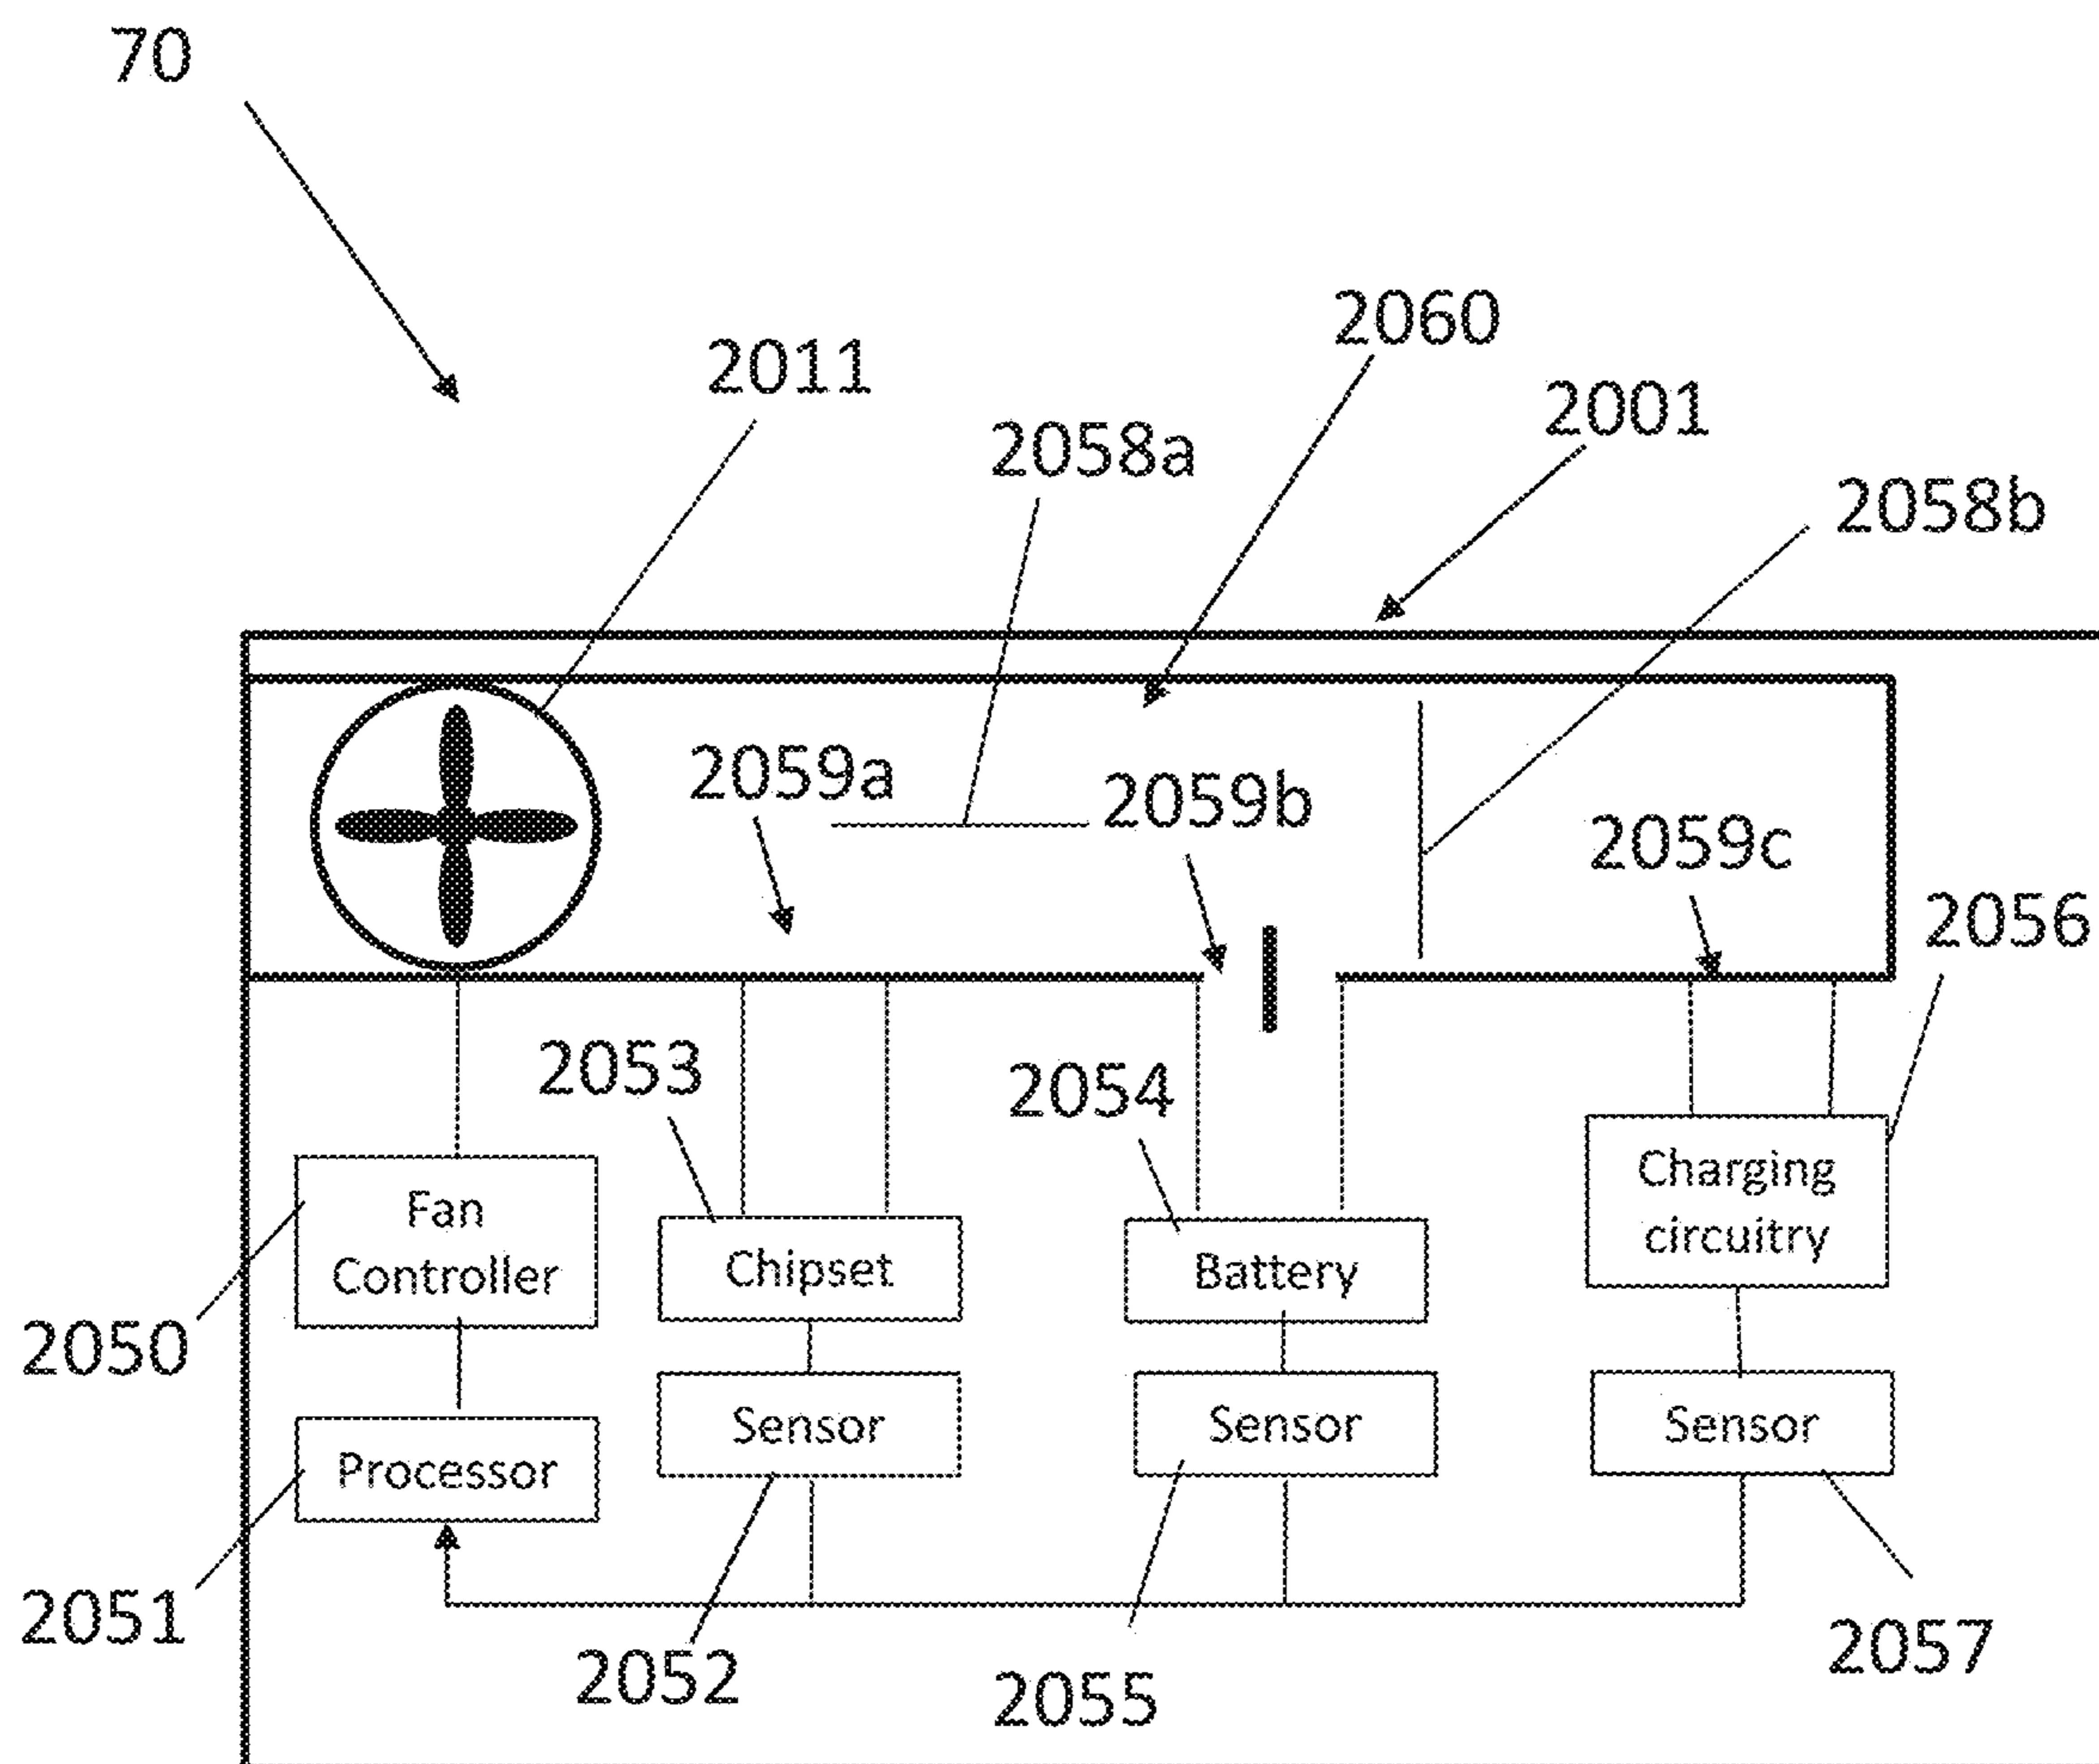 70
2060
2011
2001
2058a
2058b
2059a
2059b
2059c
2056
2053
2054
Charging
circuitry
Fan
Controller
Chipset
Battery
2050
Sensor
Sensor
Sensor
Processor
2051
2052
2055
2057